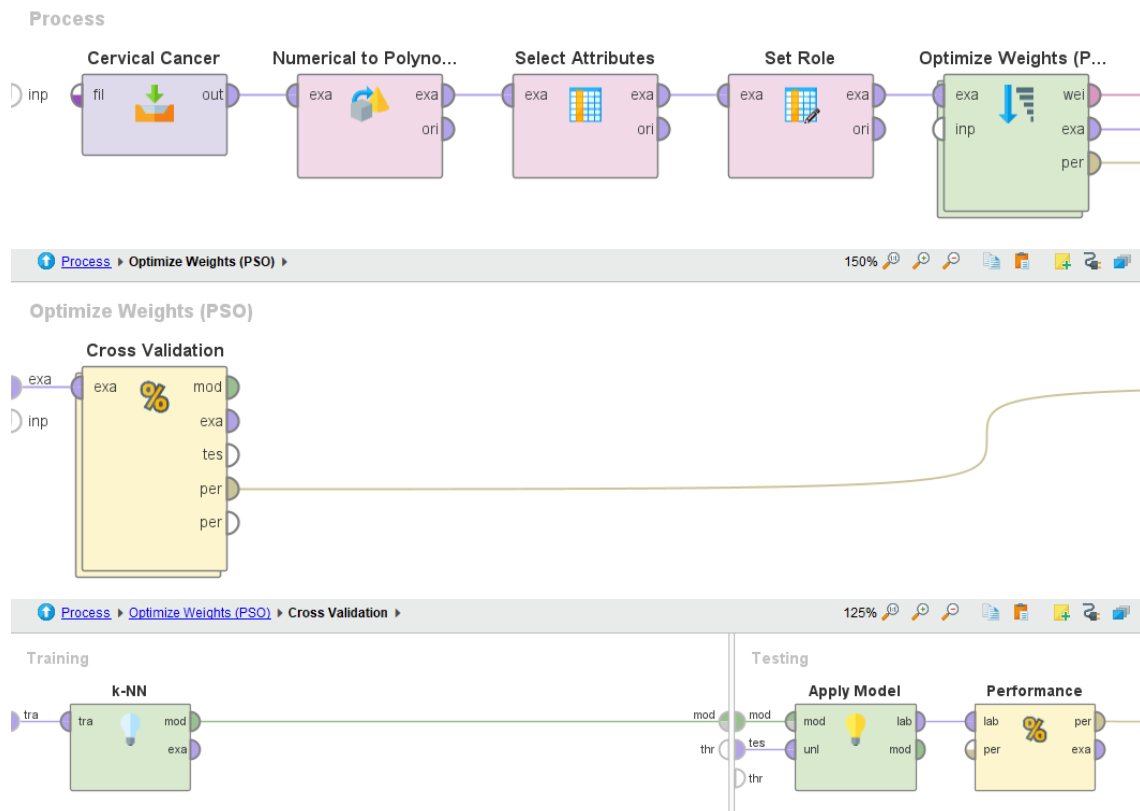 Process
Cervical Cancer Numerical to Polyno... Select Attributes Set Role Optimize Weights (P...
inp fil out exa exa exa exa exa exa exa wei
ori ori ori inp exa
per
Process Optimize Weights (PSO) 150%
Optimize Weights (PSO)
Cross Validation
exa exa mod
inp exa
tes
per
per
Process Optimize Weights (PSO) Cross Validation 125%
Training Testing
k-NN Apply Model Performance
tra tra mod mod mod mod lab lab per
exa thr tes unl mod per exa
thr